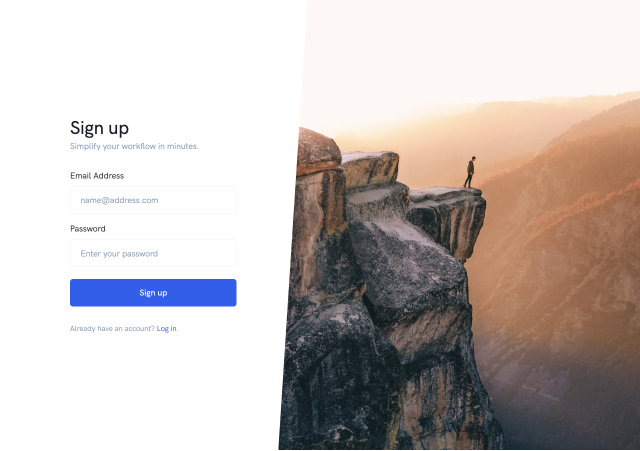 Sign up
Simplify your workflow in minutes.
Email Address
name@address.com
Password
Enter your password
Sign up
Already have an account? Log in.